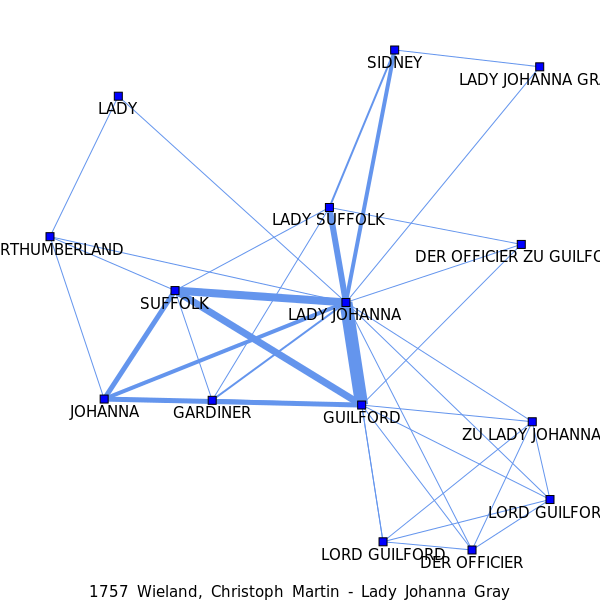 SIDNEY
LADY JOHANNA GR
LADY
LADY SUFFOLK
RTHUMBERLAND
DER OFFICIER ZU GUILFO
SUFFOLK
LADY JOHANNA
JOHANNA
GARDINER
GUILFORD
ZU LADY JOHANNA
LORD GUILFOR
LORD GUILFORD
DER OFFICIER
1757 Wieland, Christoph Martin - Lady Johanna Gray